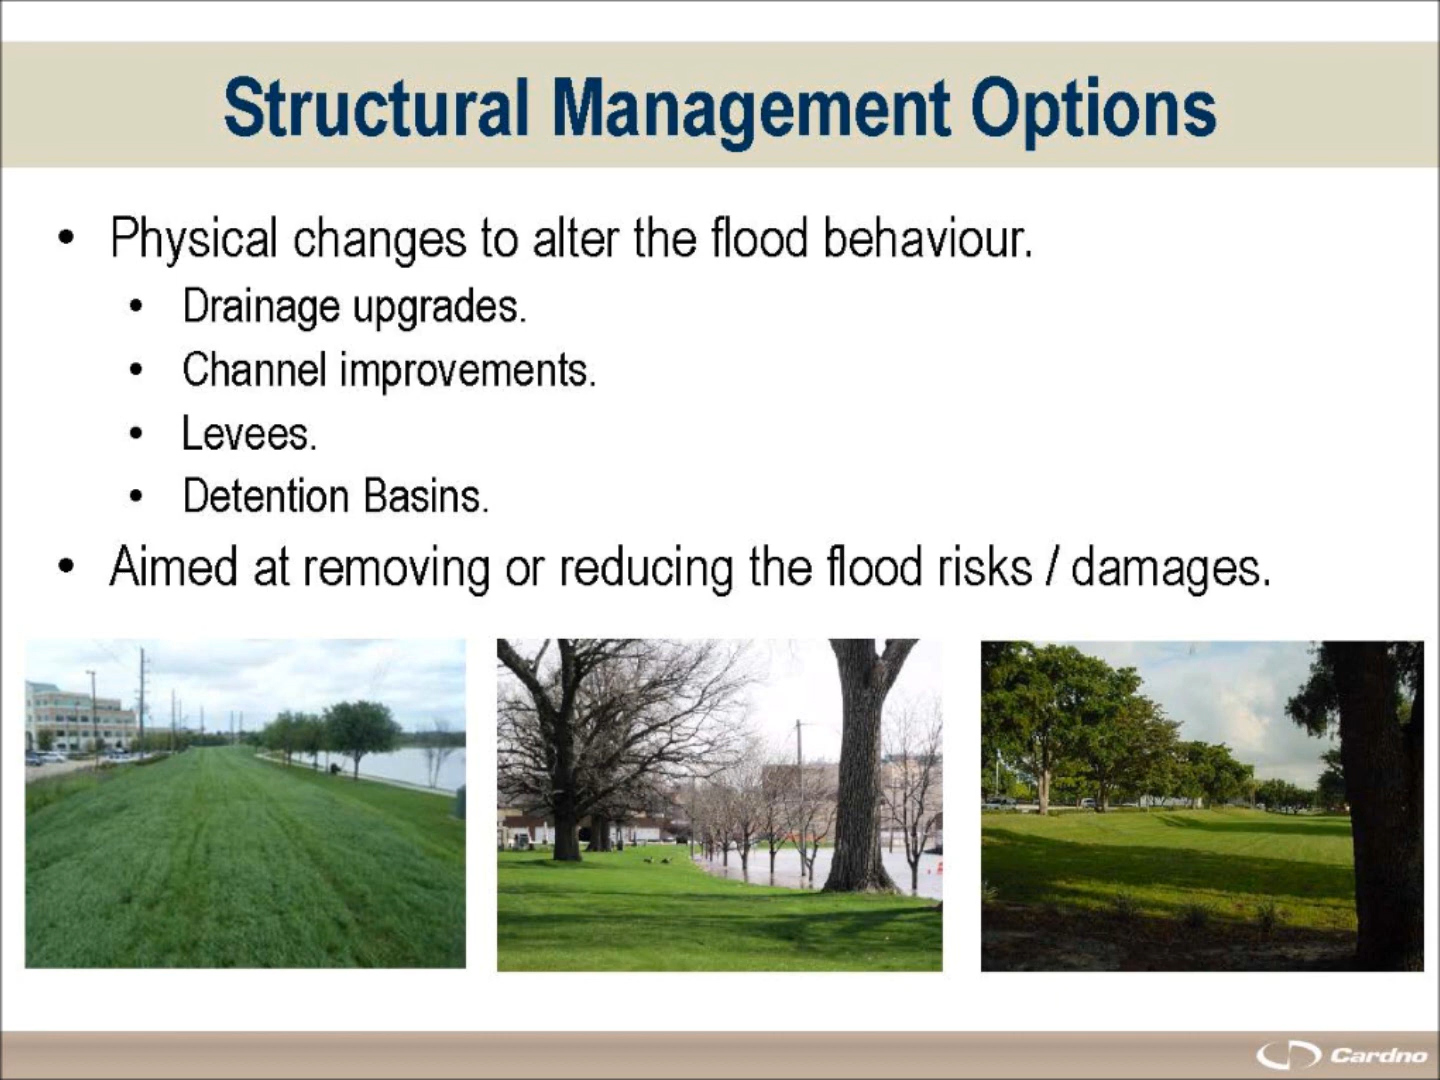 Structural Management Options
• Physical changes to alter the flood behaviour.
• Drainage upgrades.
• Channel improvements.
• Levees.
• Detention Basins.
• Aimed at removing or reducing the flood risks / damages.
Cardno